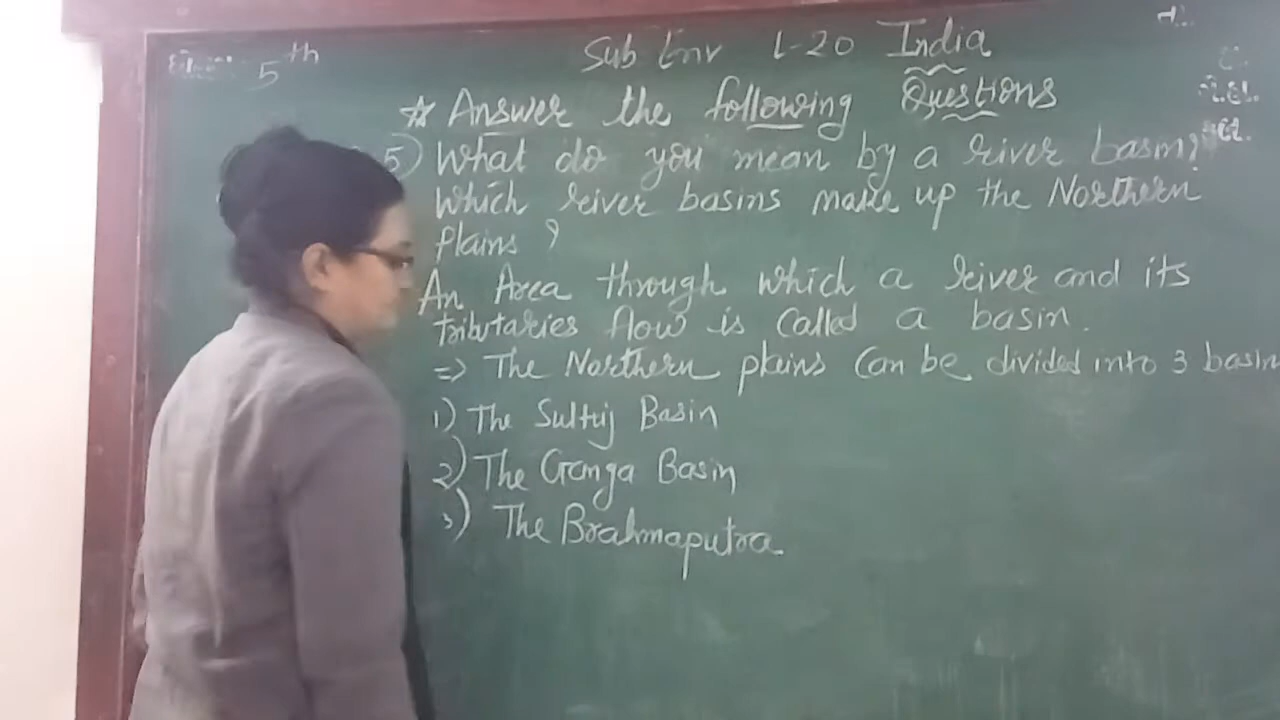 5th
Sub Env L-20 India
☆ Answer the following Questions
5) What do you mean by a river basin?
Which river basins make up the Northern
plains ?
An Area through which a river and its
tributaries flow is called a basin.
=> The Northern plains can be divided into 3 basin
1) The Sultuj Basin
2) The Ganga Basin
3) The Brahmaputra